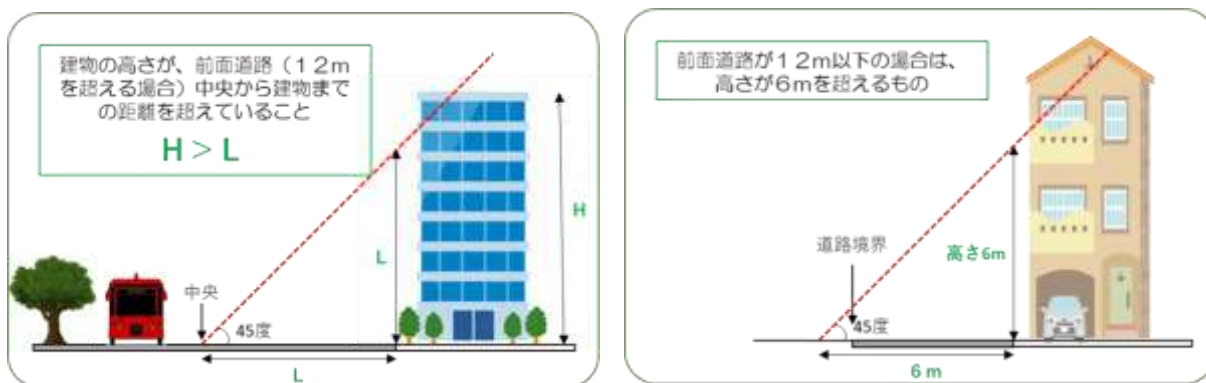 建物の高さが、前面道路（１２ｍ
を超える場合）中央から建物まで
の距離を超えていること
H > L
中央
45度
L
L
H
前面道路が１２ｍ以下の場合は、
高さが６ｍを超えるもの
道路境界
高さ6m
45度
6 m